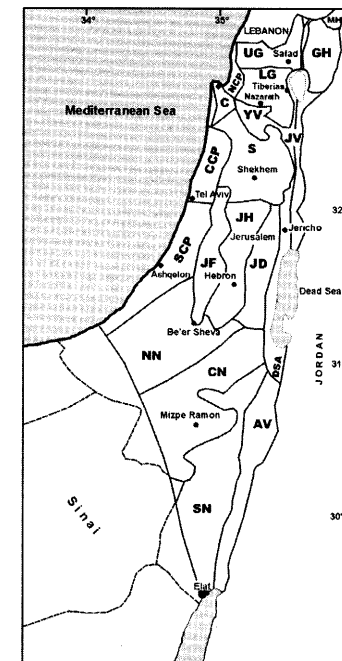 34°
35°
LEBANON
MH
UG
Safad
GH
NCP
LG
Tiberias
Nazarath
C
YV
Mediterranean Sea
JV
CCP
S
Shekhem
Tel Aviv
32
JH
Jerusalem
Jericho
SCP
Ashqelon
JF
Hebron
JD
Dead Sea
Be'er Sheva
NN
CN
DSA
31
JORDAN
Mizpe Ramon
AV
Sinai
SN
30°
Elat